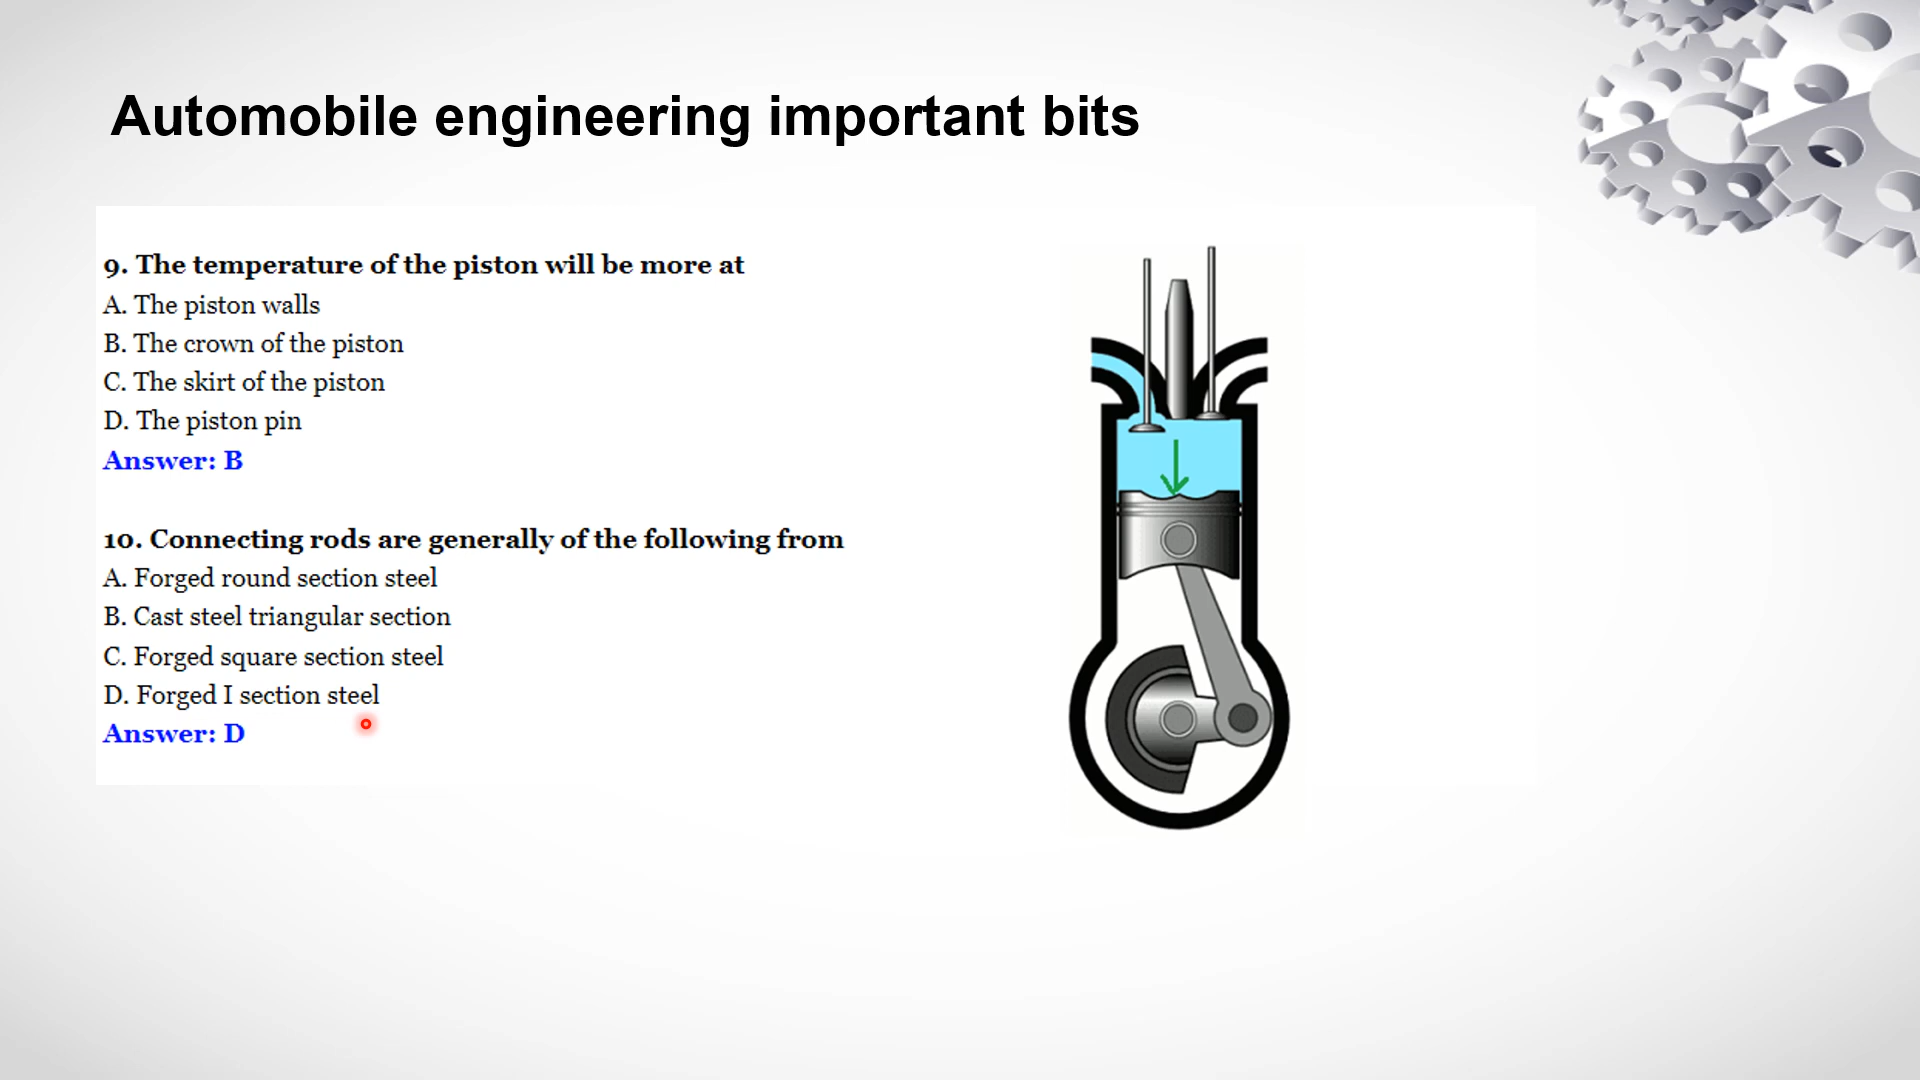 Automobile engineering important bits
9. The temperature of the piston will be more at
A. The piston walls
B. The crown of the piston
C. The skirt of the piston
D. The piston pin
Answer: B
10. Connecting rods are generally of the following from
A. Forged round section steel
B. Cast steel triangular section
C. Forged square section steel
D. Forged I section steel
Answer: D